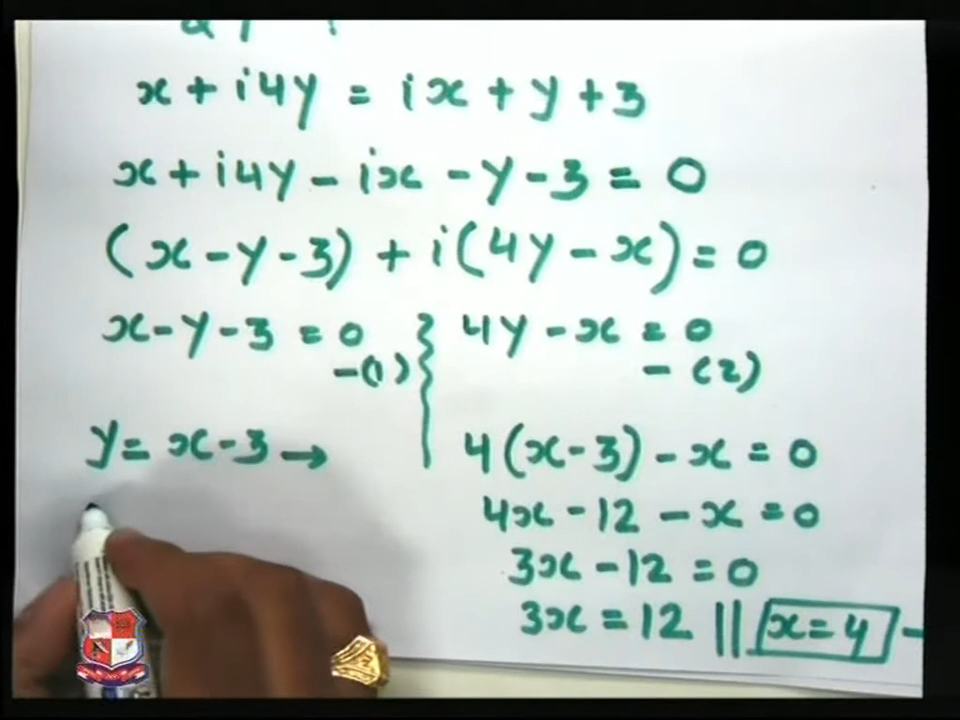 x + i4y = ix + y + 3
x + i4y - ix - y - 3 = 0
(x - y - 3) + i(4y - x) = 0
x - y - 3 = 0
-(1)
4y - x = 0
-(2)
y = x - 3 →
4(x - 3) - x = 0
4x - 12 - x = 0
3x - 12 = 0
3x = 12 || x = 4 -